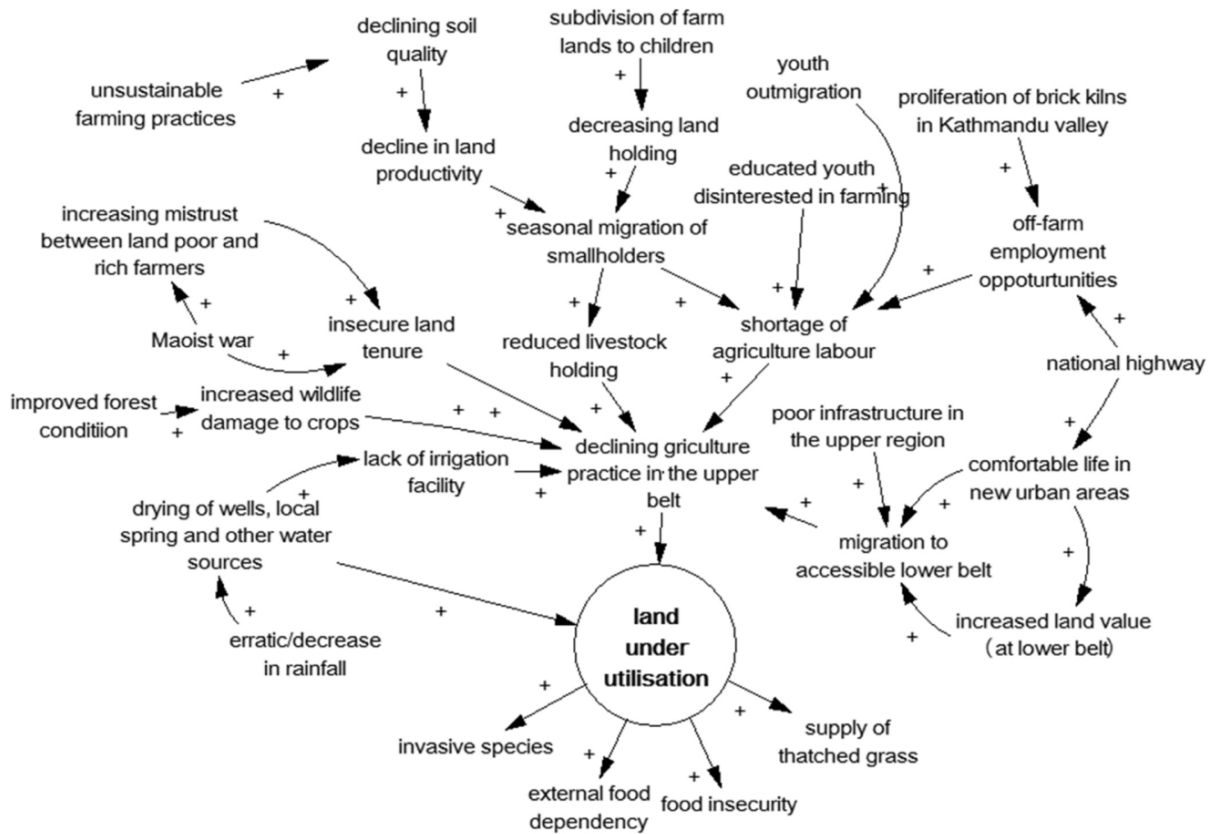 declining soil
quality
subdivision of farm
lands to children
youth
outmigration
unsustainable
farming practices
+
+
+
proliferation of brick kilns
in Kathmandu valley
decline in land
productivity
decreasing land
holding
educated youth
disinterested in farming
+
+
+
increasing mistrust
between land poor and
rich farmers
+
seasonal migration of
smallholders
off-farm
employment
oppoturtunities
+
+
+
+
+
+
+
Maoist war
insecure land
tenure
reduced livestock
holding
shortage of
agriculture labour
national highway
+
+
improved forest
conditiion
+
increased wildlife
damage to crops
+
+
+
poor infrastructure in
the upper region
+
declining griculture
practice in the upper
belt
lack of irrigation
facility
+
+
comfortable life in
new urban areas
drying of wells, local
spring and other water
sources
+
+
+
+
migration to
accessible lower belt
+
+
+
erratic/decrease
in rainfall
land
under
utilisation
+
increased land value
(at lower belt)
+
+
supply of
thatched grass
invasive species
+
+
external food
dependency
food insecurity